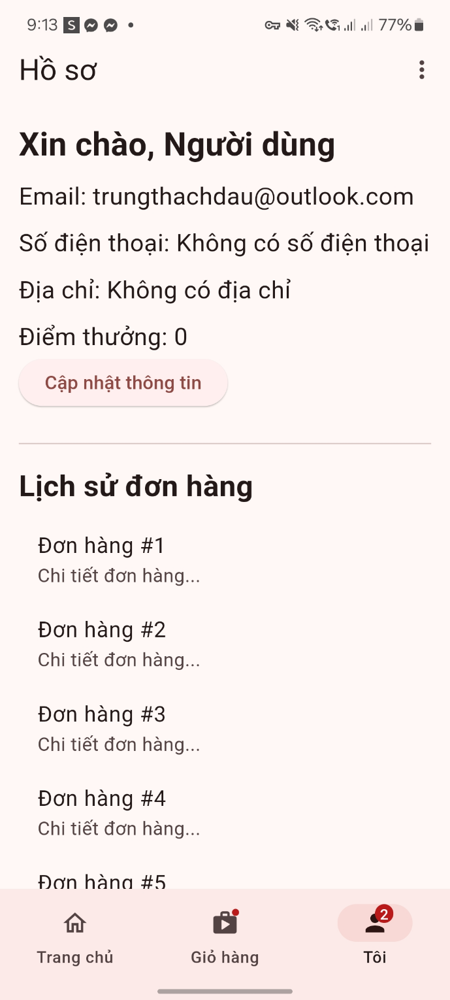 9:13 S 77%
Hồ sơ
Xin chào, Người dùng
Email: trungthachdau@outlook.com
Số điện thoại: Không có số điện thoại
Địa chỉ: Không có địa chỉ
Điểm thưởng: 0
Cập nhật thông tin
Lịch sử đơn hàng
Đơn hàng #1
Chi tiết đơn hàng...
Đơn hàng #2
Chi tiết đơn hàng...
Đơn hàng #3
Chi tiết đơn hàng...
Đơn hàng #4
Chi tiết đơn hàng...
Đơn hàng #5
2
Trang chủ Giỏ hàng Tôi